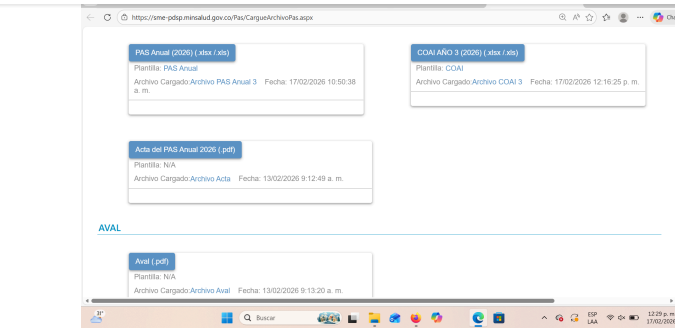 https://sme-pdsp.minsalud.gov.co/Pas/CargueArchivoPas.aspx
PAS Anual (2026) (.xlsx /.xls)
Plantilla: PAS Anual
Archivo Cargado:Archivo PAS Anual 3 Fecha: 17/02/2026 10:50:38
a. m.
COAI AÑO 3 (2026) (.xlsx /.xls)
Plantilla: COAI
Archivo Cargado:Archivo COAI 3 Fecha: 17/02/2026 12:16:25 p. m.
Acta del PAS Anual 2026 (.pdf)
Plantilla: N/A
Archivo Cargado:Archivo Acta Fecha: 13/02/2026 9:12:49 a. m.
AVAL
Aval (.pdf)
Plantilla: N/A
Archivo Cargado:Archivo Aval Fecha: 13/02/2026 9:13:20 a. m.
31°
Buscar
ESP
LAA
12:29 p. m.
17/02/2026